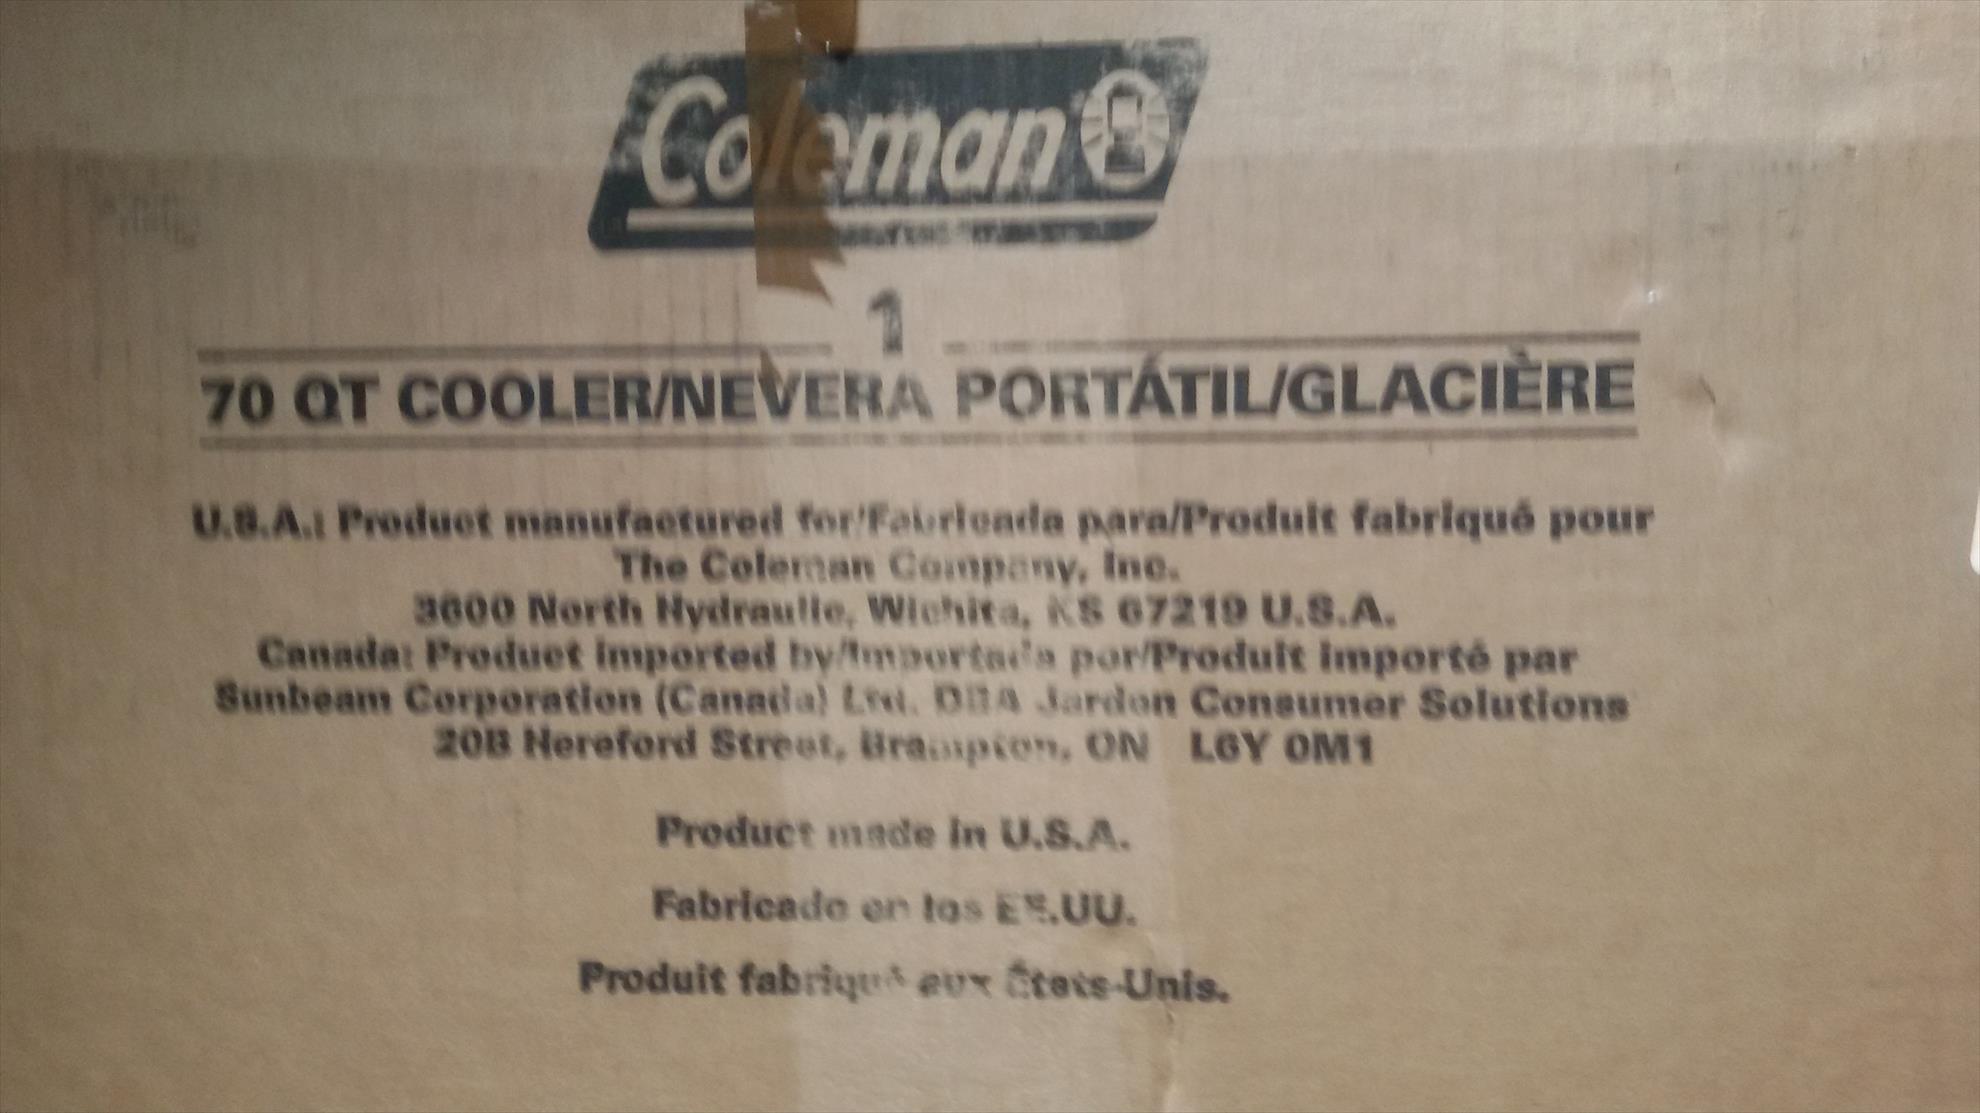 Coleman
1
70 QT COOLER/NEVERA PORTÁTIL/GLACIÈRE
U.S.A.: Product manufactured for/Fabricada para/Produit fabriqué pour
The Coleman Company, Inc.
3600 North Hydraulic, Wichita, KS 67219 U.S.A.
Canada: Product imported by/Importada por/Produit importé par
Sunbeam Corporation (Canada) Ltd. DBA Jarden Consumer Solutions
20B Hereford Street, Brampton, ON L6Y 0M1
Product made in U.S.A.
Fabricado en los EE.UU.
Produit fabriqué aux États-Unis.